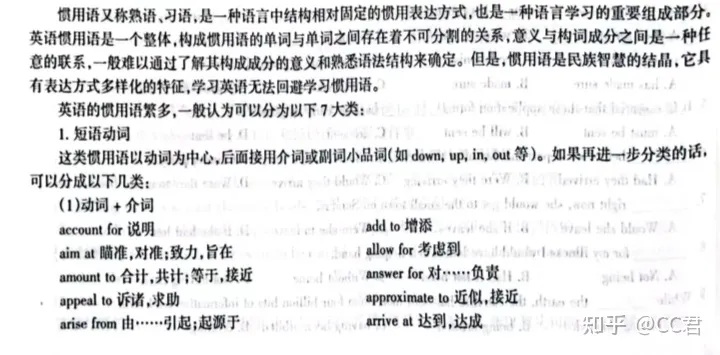 惯用语又称熟语、习语,是一种语言中结构相对固定的惯用表达方式,也是一种语言学习的重要组成部分。
英语惯用语是一个整体,构成惯用语的单词与单词之间存在着不可分割的关系,意义与构词成分之间是一种任
意的联系,一般难以通过了解其构成成分的意义和熟悉语法结构来确定。但是,惯用语是民族智慧的结晶,它具
有表达方式多样化的特征,学习英语无法回避学习惯用语。
英语的惯用语繁多,一般认为可以分为以下7大类:
1. 短语动词
这类惯用语以动词为中心,后面接用介词或副词小品词(如 down, up, in, out 等)。如果再进一步分类的话,
可以分成以下几类:
(1)动词 + 介词
account for 说明 add to 增添
aim at 瞄准,对准;致力,旨在 allow for 考虑到
amount to 合计,共计;等于,接近 answer for 对……负责
appeal to 诉诸,求助 approximate to 近似,接近
arise from 由……引起;起源于 arrive at 达到,达成
知乎 @CC君